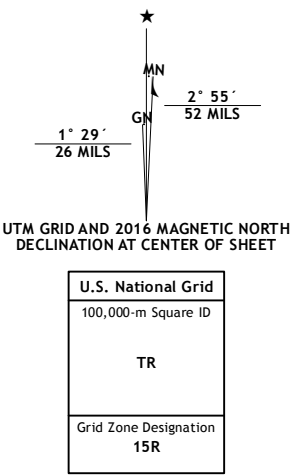 ★
MN
GN
2° 55´
52 MILS
1° 29´
26 MILS
UTM GRID AND 2016 MAGNETIC NORTH
DECLINATION AT CENTER OF SHEET
U.S. National Grid
100,000-m Square ID
TR
Grid Zone Designation
15R